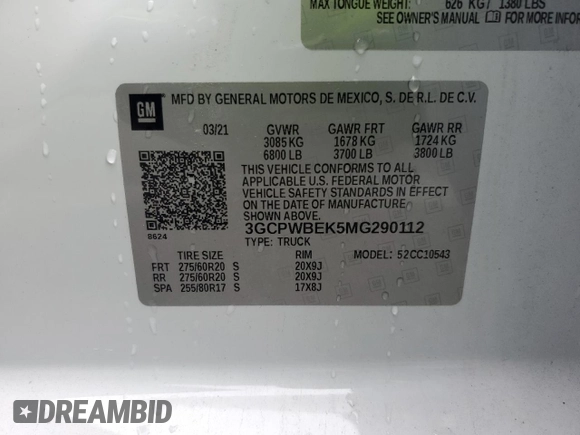 MAX TONGUE WEIGHT: 626 KG / 1380 LBS
SEE OWNER'S MANUAL FOR MORE INFORMATION
GM
MFD BY GENERAL MOTORS DE MEXICO, S. DE R.L. DE C.V.
03/21 GVWR GAWR FRT GAWR RR
3085 KG 1678 KG 1724 KG
6800 LB 3700 LB 3800 LB
THIS VEHICLE CONFORMS TO ALL
APPLICABLE U.S. FEDERAL MOTOR
VEHICLE SAFETY STANDARDS IN EFFECT
ON THE DATE OF MANUFACTURE
SHOWN ABOVE.
8624
3GCPWBEK5MG290112
TYPE: TRUCK
TIRE SIZE RIM MODEL: 52CC10543
FRT 275/60R20 S 20X9J
RR 275/60R20 S 20X9J
SPA 255/80R17 S 17X8J
DREAMBID